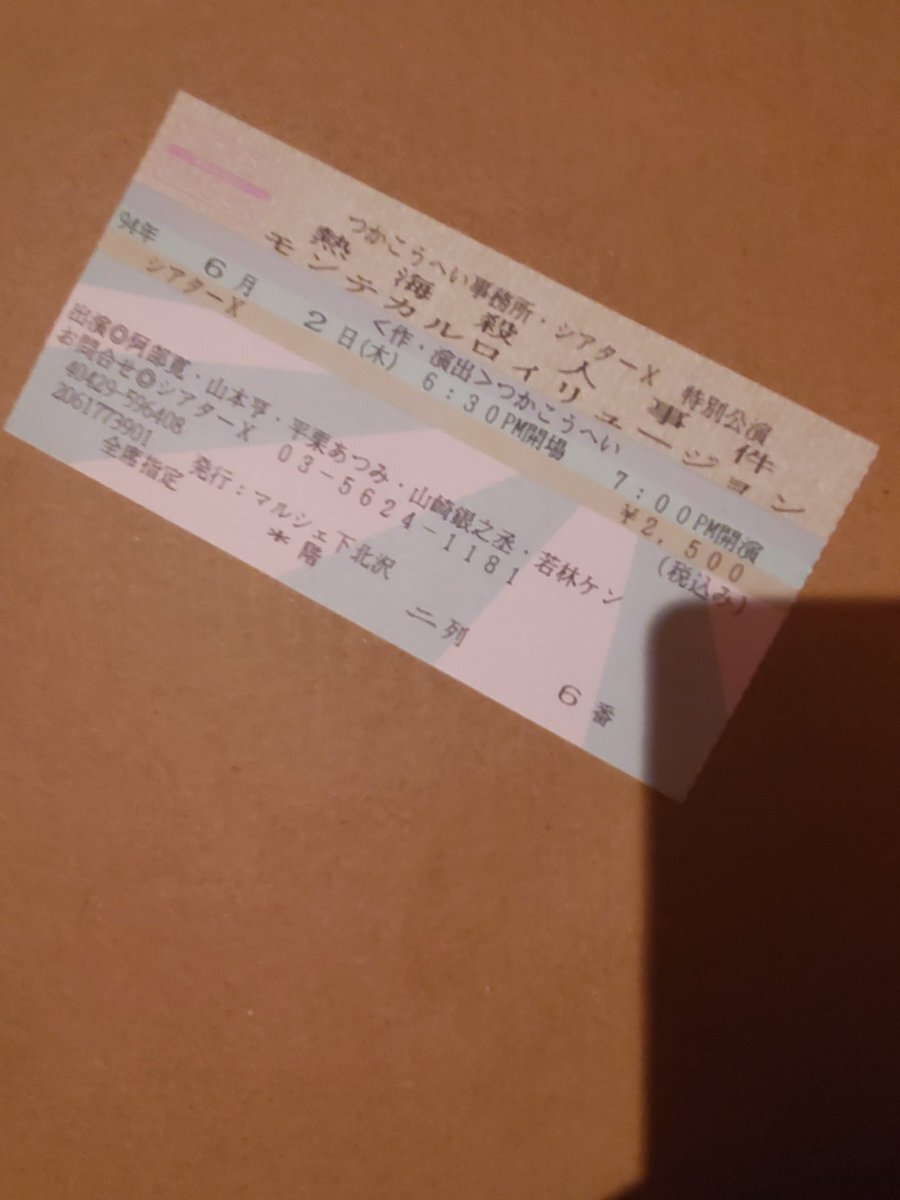 つかこうへい事務所・シアターX 特別公演
熱海殺人事件
モンテカルロイリュージョン
<作・演出>つかこうへい
94年 6月 2日(木) 6:30PM開場 7:00PM開演
シアターX ¥2,500(税込み)
出演◎阿部寛・山本亨・平栗あつみ・山崎銀之丞・若林ケン
お問合せ◎シアターX 03-5624-1181
40429-596408
2061773901 発行:マルシェ下北沢
全席指定 *階 ニ列 6番